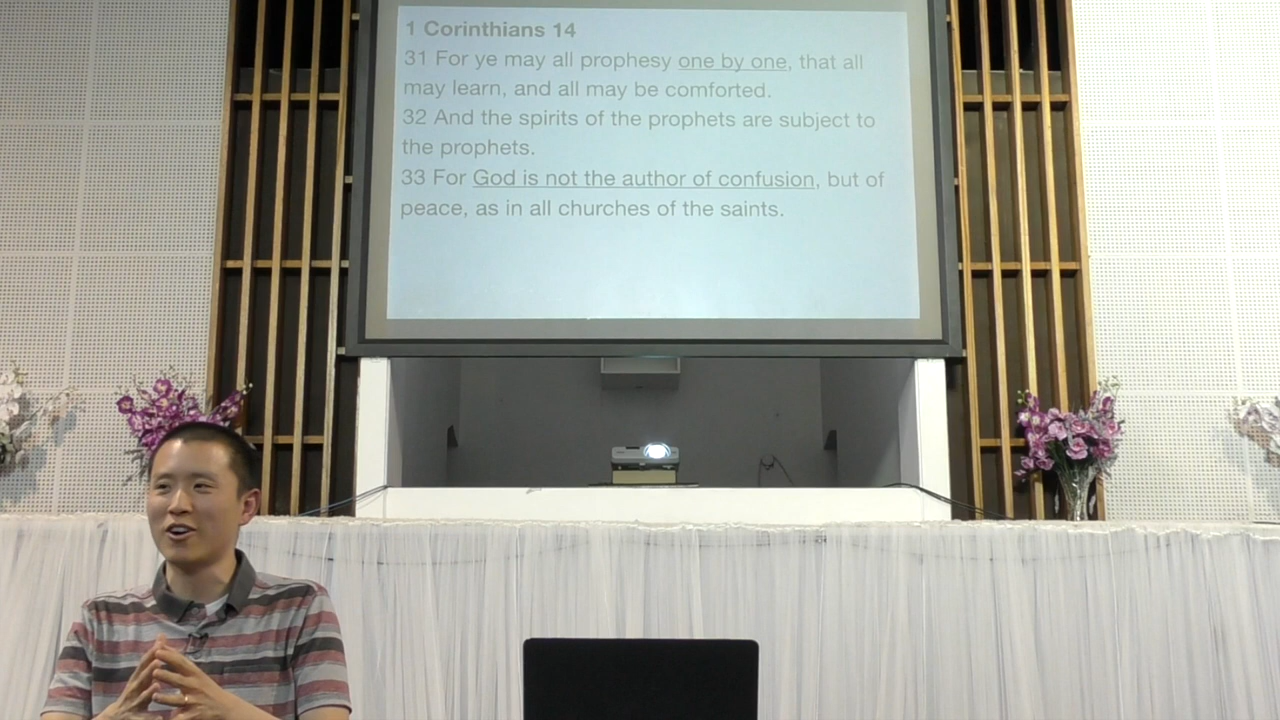 1 Corinthians 14
31 For ye may all prophesy one by one, that all
may learn, and all may be comforted.
32 And the spirits of the prophets are subject to
the prophets.
33 For God is not the author of confusion, but of
peace, as in all churches of the saints.